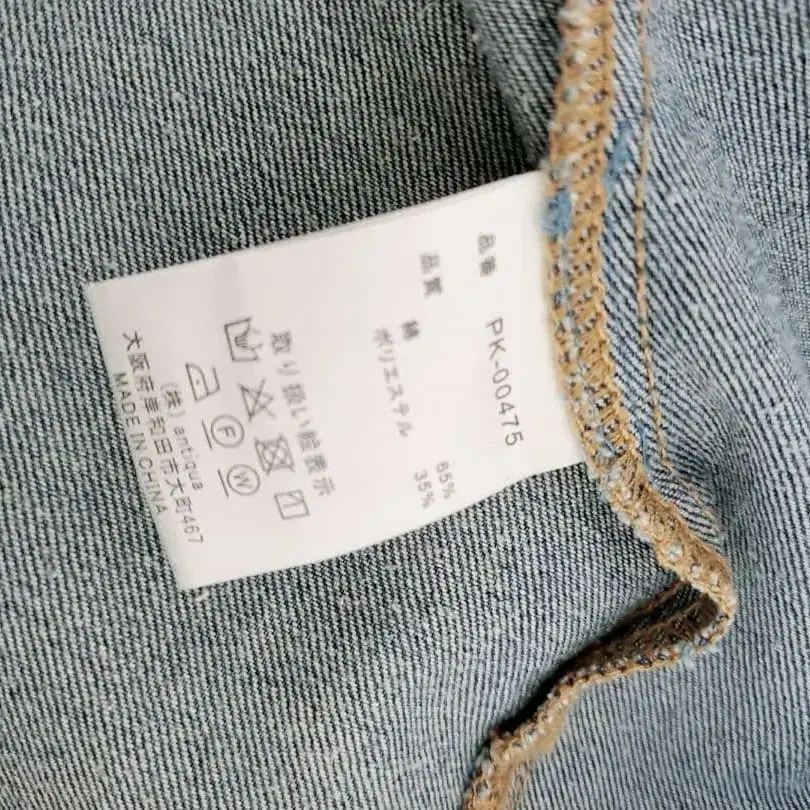 品番 PK-00475
品質
綿 65%
ポリエステル 35%
取り扱い絵表示
F W
(株) antiqua
大阪府岸和田市大町467
MADE IN CHINA